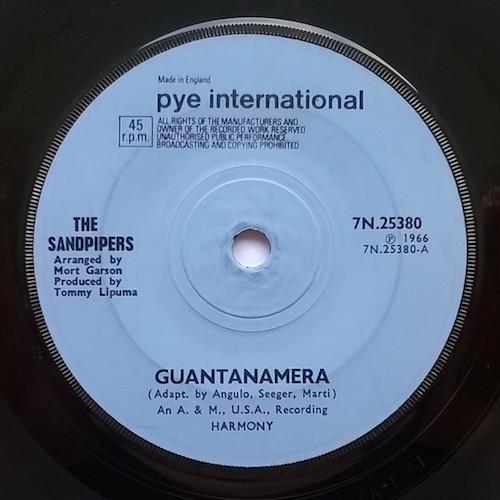 Made in England
pye international
45
r.p.m.
ALL RIGHTS OF THE MANUFACTURERS AND
OWNER OF THE RECORDED WORK RESERVED
UNAUTHORISED PUBLIC PERFORMANCE,
BROADCASTING AND COPYING PROHIBITED
THE
SANDPIPERS
Arranged by
Mort Garson
Produced by
Tommy Lipuma
7N.25380
℗ 1966
7N.25380-A
GUANTANAMERA
(Adapt. by Angulo, Seeger, Marti)
An A. & M., U.S.A., Recording
HARMONY